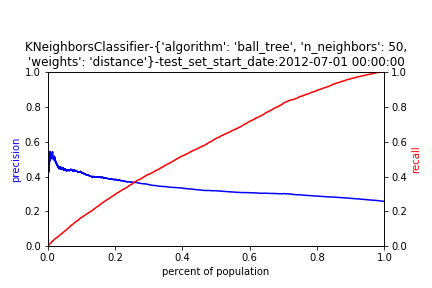 KNeighborsClassifier-{'algorithm': 'ball_tree', 'n_neighbors': 50,
'weights': 'distance'}-test_set_start_date:2012-07-01 00:00:00
1.0
0.8
0.6
0.4
0.2
0.0
precision
1.0
0.8
0.6
0.4
0.2
0.0
recall
0.0 0.2 0.4 0.6 0.8 1.0
percent of population